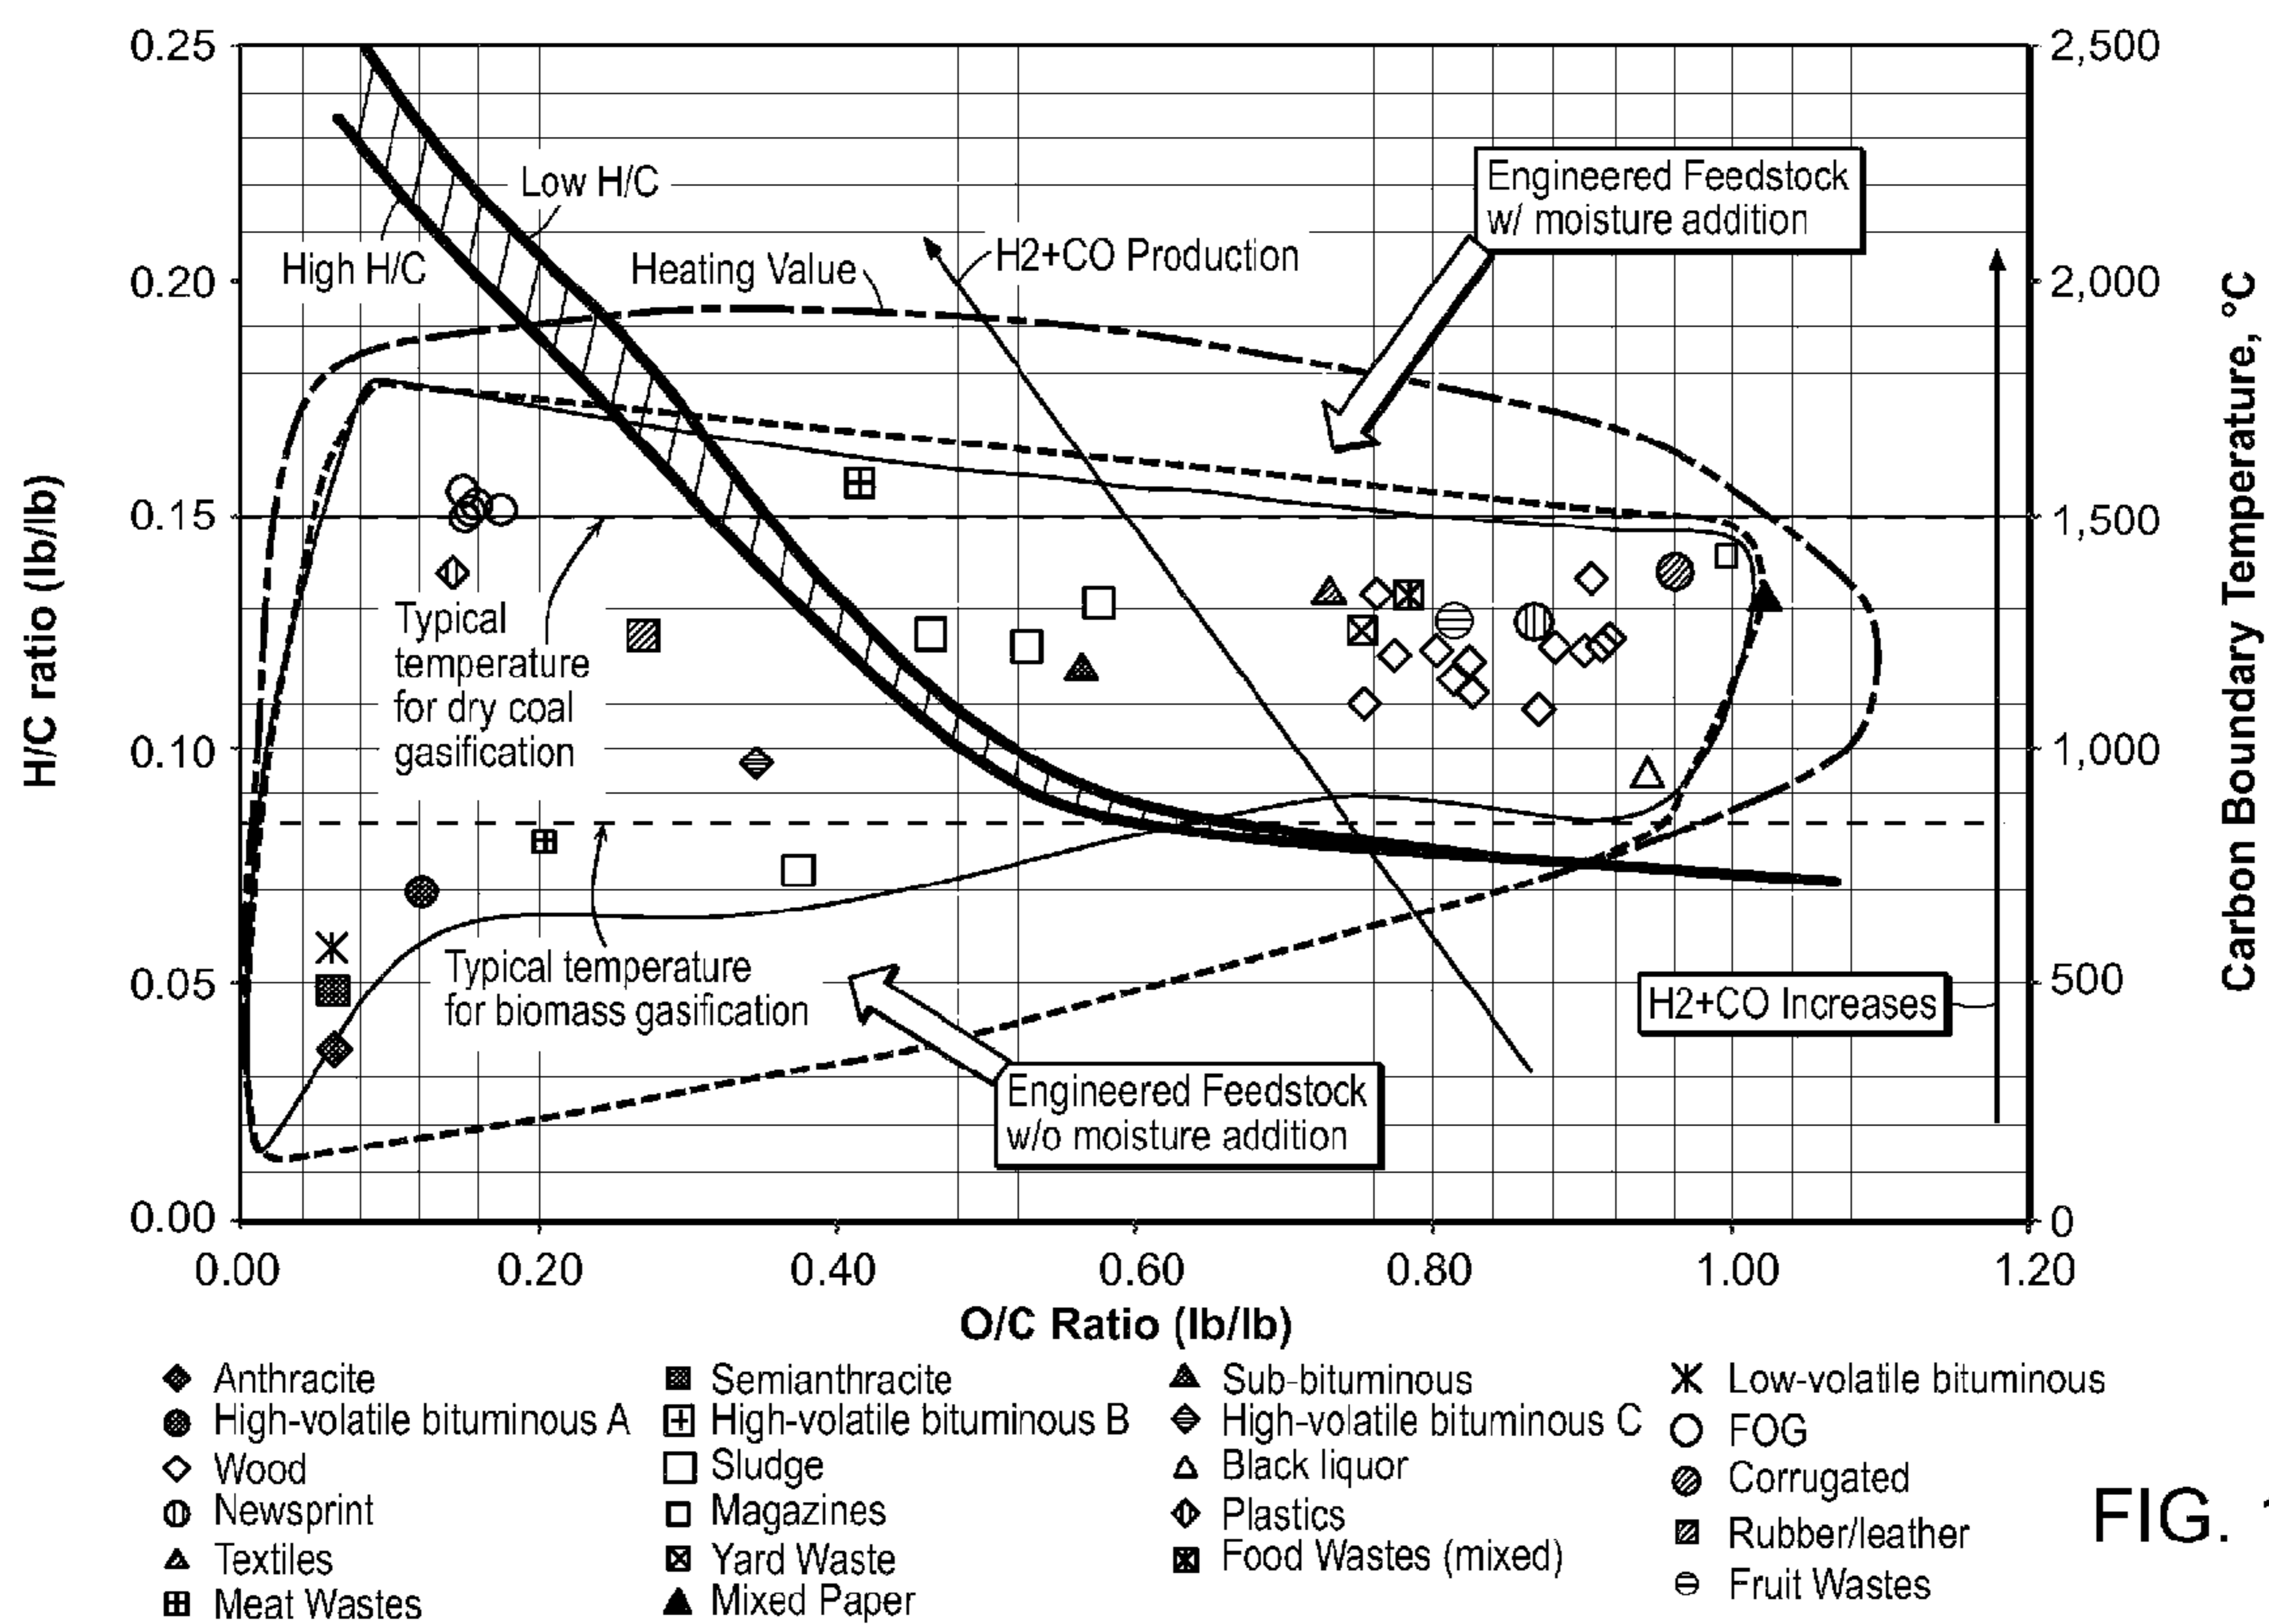 0.25
0.20
0.15
0.10
0.05
0.00
H/C ratio (lb/lb)
2,500
2,000
1,500
1,000
500
0
Carbon Boundary Temperature, °C
Low H/C
High H/C
Heating Value
H2+CO Production
Engineered Feedstock
w/ moisture addition
Typical
temperature
for dry coal
gasification
Typical temperature
for biomass gasification
H2+CO Increases
Engineered Feedstock
w/o moisture addition
0.00 0.20 0.40 0.60 0.80 1.00 1.20
O/C Ratio (lb/lb)
Anthracite
High-volatile bituminous A
Wood
Newsprint
Textiles
Meat Wastes
Semianthracite
High-volatile bituminous B
Sludge
Magazines
Yard Waste
Mixed Paper
Sub-bituminous
High-volatile bituminous C
Black liquor
Plastics
Food Wastes (mixed)
Low-volatile bituminous
FOG
Corrugated
Rubber/leather
Fruit Wastes
FIG.